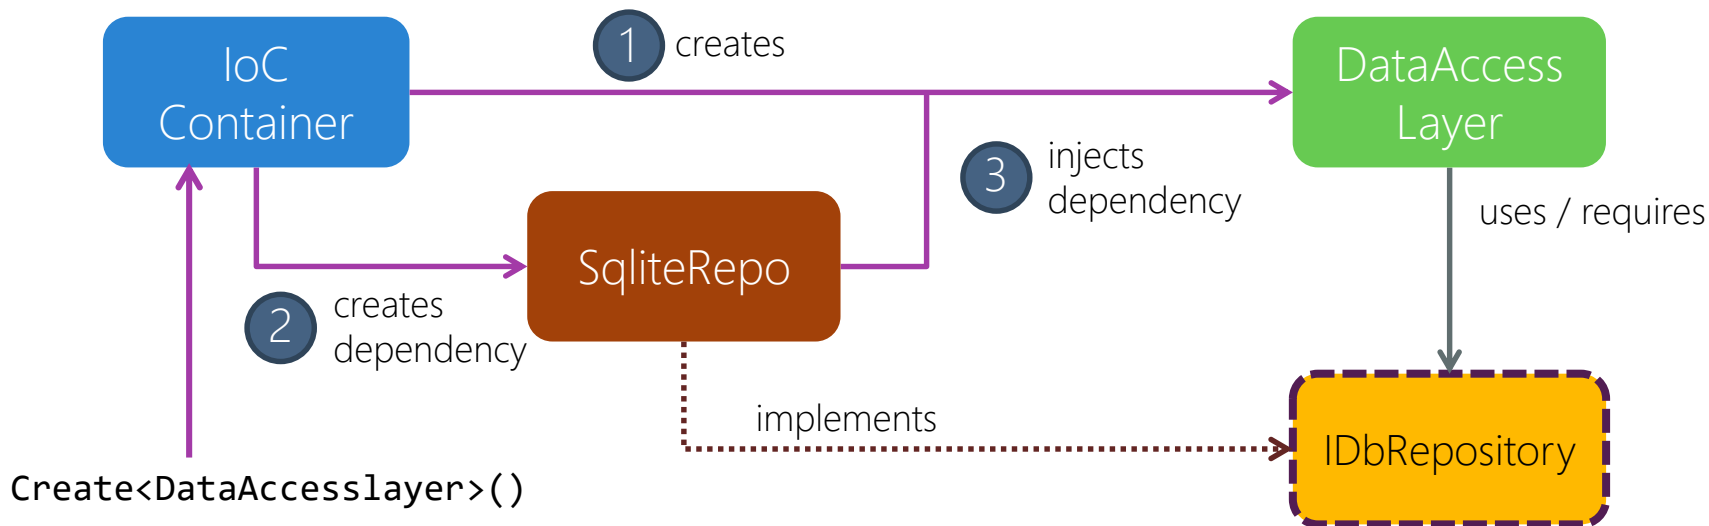 IoC
Container
1
creates
DataAccess
Layer
3
injects
dependency
uses / requires
SqliteRepo
2
creates
dependency
implements
IDbRepository
Create<DataAccesslayer>()